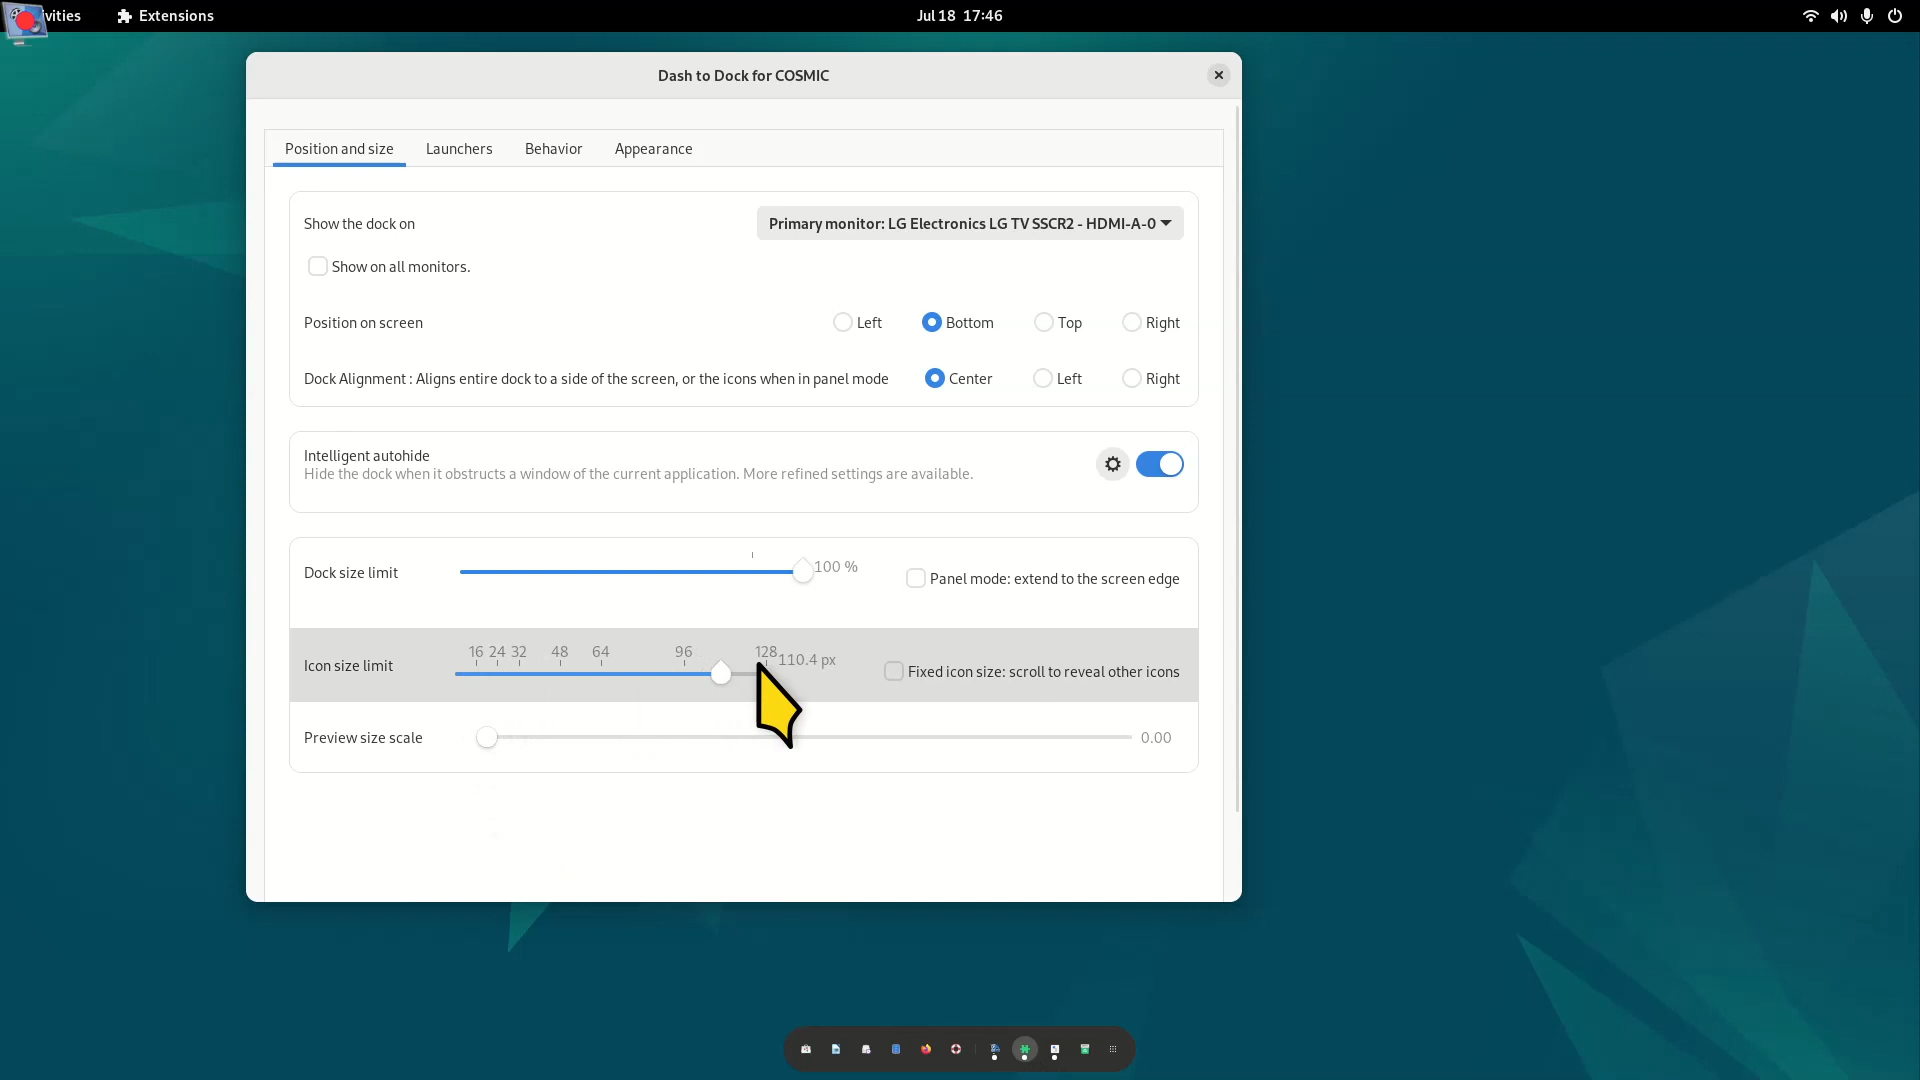 vities
Extensions
Jul 18 17:46
Dash to Dock for COSMIC
Position and size
Launchers
Behavior
Appearance
Show the dock on
Primary monitor: LG Electronics LG TV SSCR2 - HDMI-A-0
Show on all monitors.
Position on screen
Left
Bottom
Top
Right
Dock Alignment : Aligns entire dock to a side of the screen, or the icons when in panel mode
Center
Left
Right
Intelligent autohide
Hide the dock when it obstructs a window of the current application. More refined settings are available.
Dock size limit
100 %
Panel mode: extend to the screen edge
Icon size limit
16 24 32 48 64 96 128
110.4 px
Fixed icon size: scroll to reveal other icons
Preview size scale
0.00